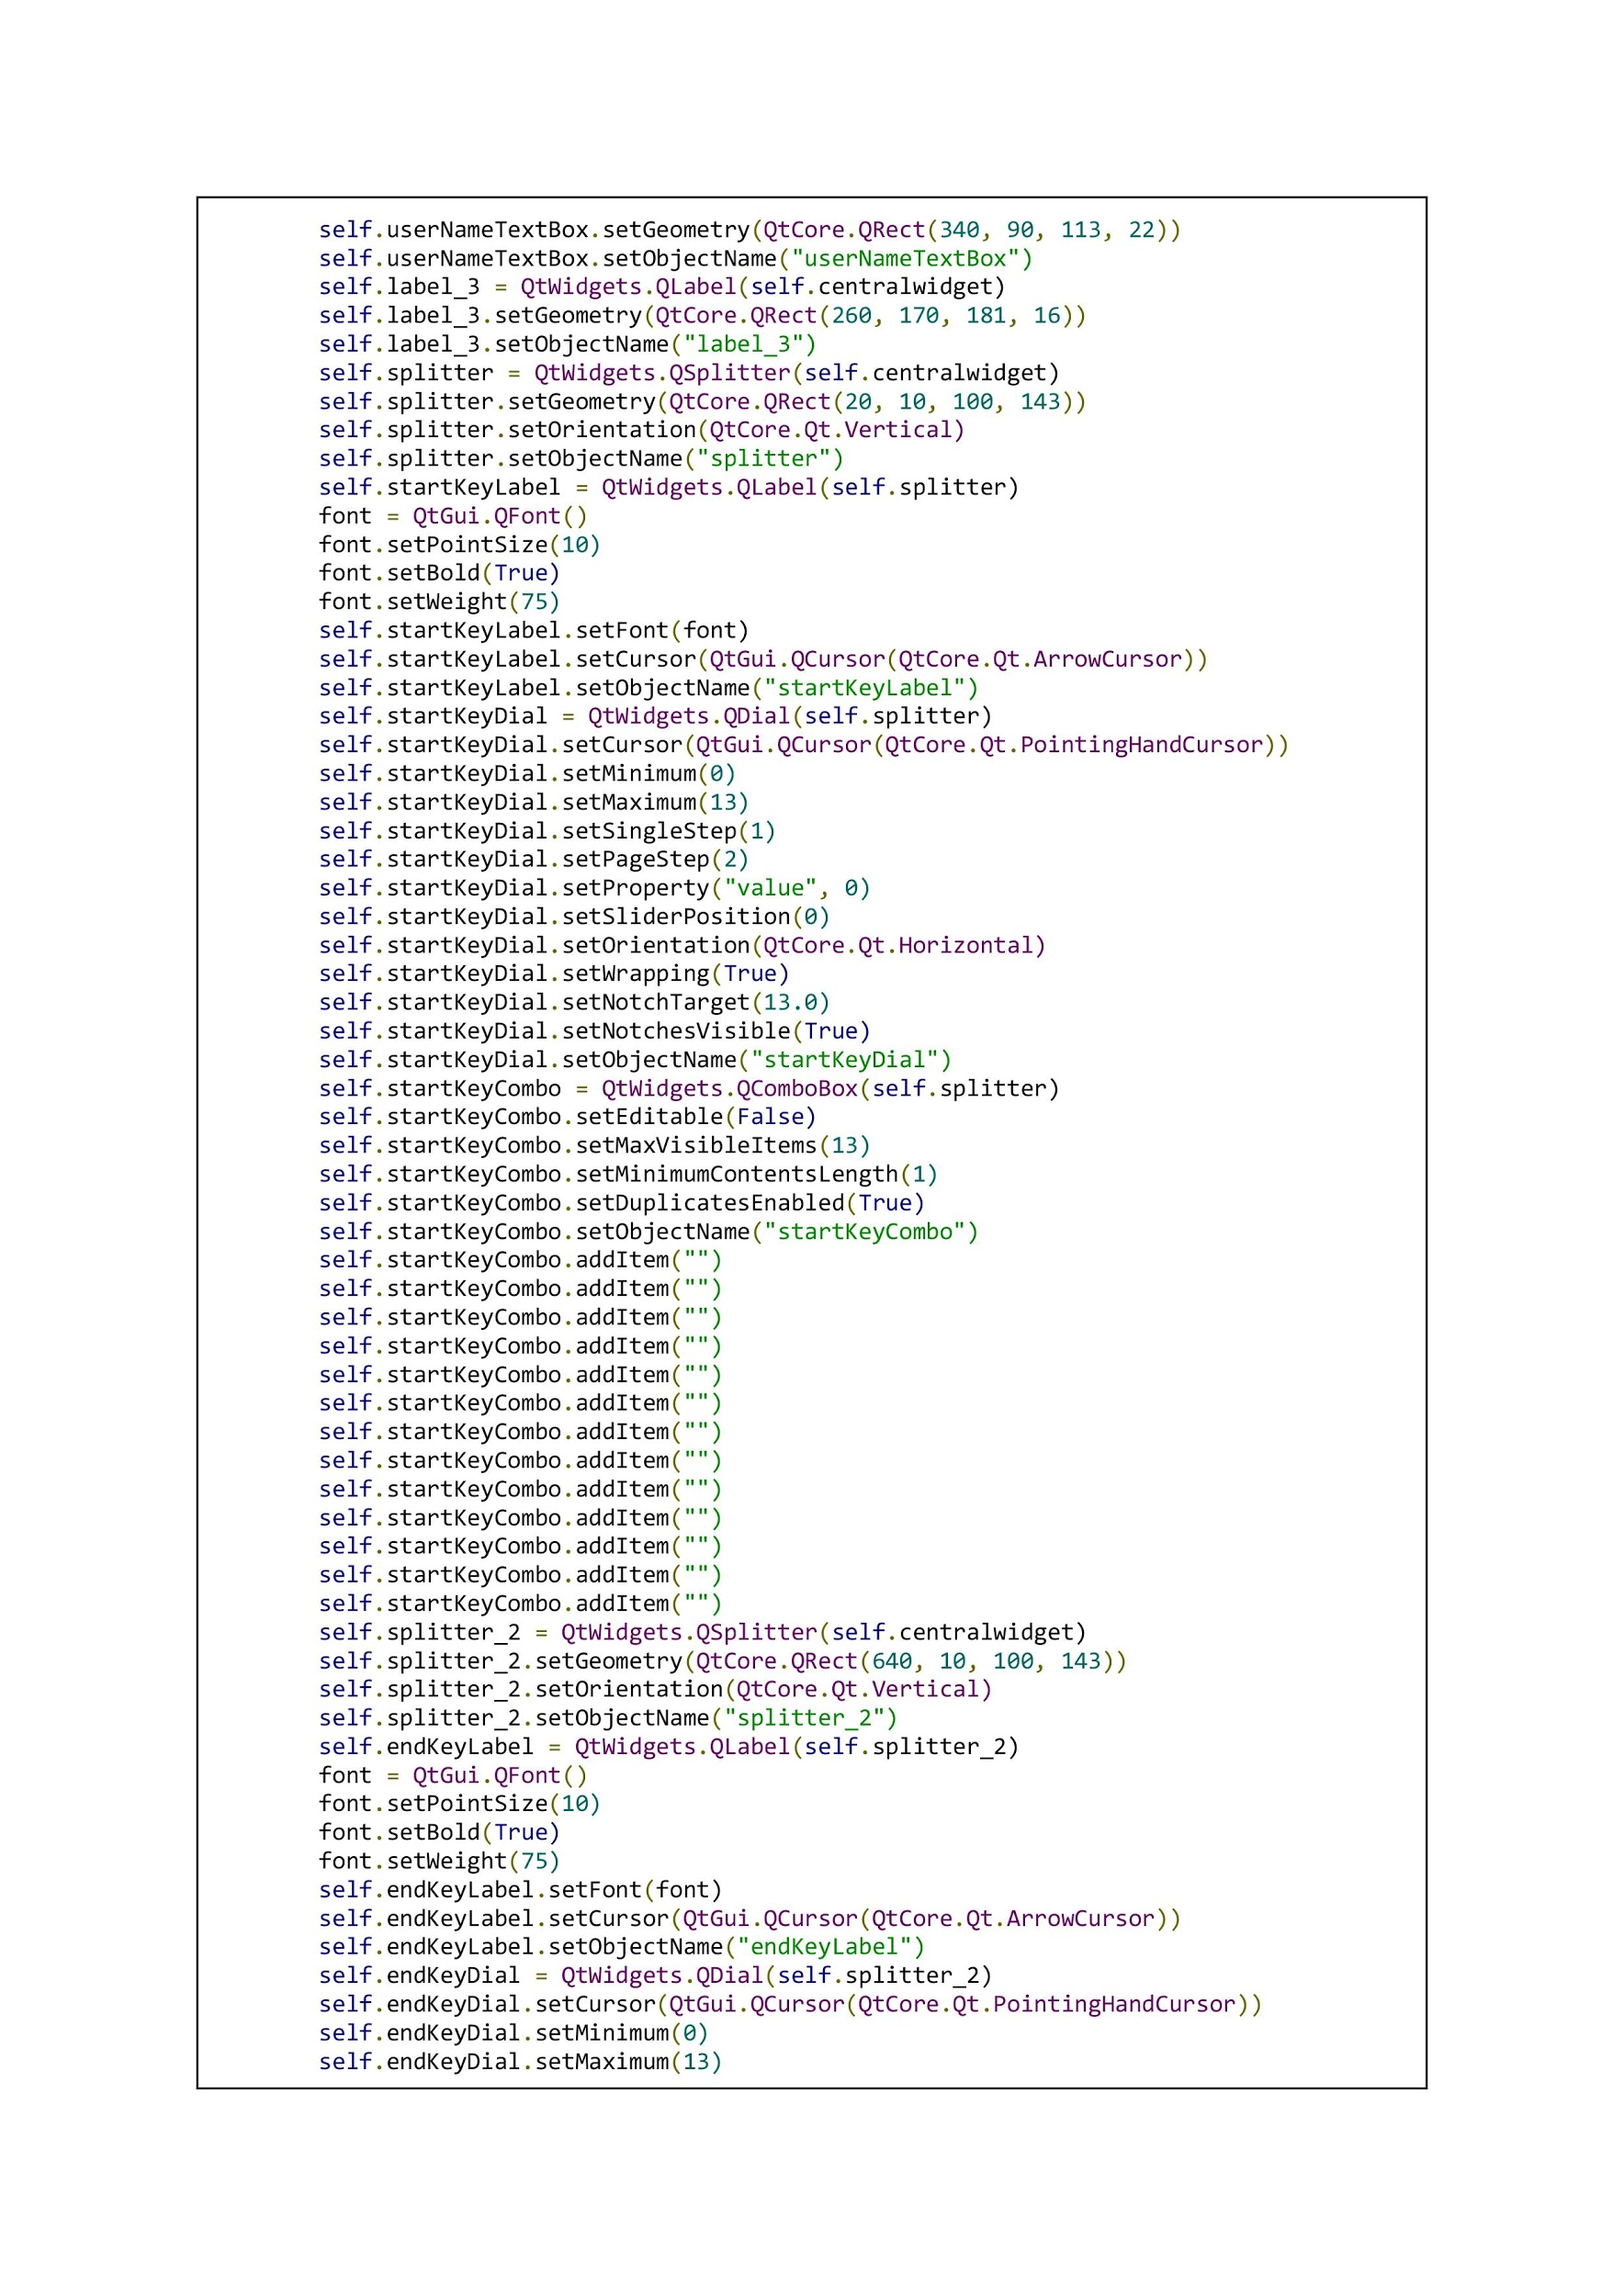 self.userNameTextBox.setGeometry(QtCore.QRect(340, 90, 113, 22))
self.userNameTextBox.setObjectName("userNameTextBox")
self.label_3 = QtWidgets.QLabel(self.centralwidget)
self.label_3.setGeometry(QtCore.QRect(260, 170, 181, 16))
self.label_3.setObjectName("label_3")
self.splitter = QtWidgets.QSplitter(self.centralwidget)
self.splitter.setGeometry(QtCore.QRect(20, 10, 100, 143))
self.splitter.setOrientation(QtCore.Qt.Vertical)
self.splitter.setObjectName("splitter")
self.startKeyLabel = QtWidgets.QLabel(self.splitter)
font = QtGui.QFont()
font.setPointSize(10)
font.setBold(True)
font.setWeight(75)
self.startKeyLabel.setFont(font)
self.startKeyLabel.setCursor(QtGui.QCursor(QtCore.Qt.ArrowCursor))
self.startKeyLabel.setObjectName("startKeyLabel")
self.startKeyDial = QtWidgets.QDial(self.splitter)
self.startKeyDial.setCursor(QtGui.QCursor(QtCore.Qt.PointingHandCursor))
self.startKeyDial.setMinimum(0)
self.startKeyDial.setMaximum(13)
self.startKeyDial.setSingleStep(1)
self.startKeyDial.setPageStep(2)
self.startKeyDial.setProperty("value", 0)
self.startKeyDial.setSliderPosition(0)
self.startKeyDial.setOrientation(QtCore.Qt.Horizontal)
self.startKeyDial.setWrapping(True)
self.startKeyDial.setNotchTarget(13.0)
self.startKeyDial.setNotchesVisible(True)
self.startKeyDial.setObjectName("startKeyDial")
self.startKeyCombo = QtWidgets.QComboBox(self.splitter)
self.startKeyCombo.setEditable(False)
self.startKeyCombo.setMaxVisibleItems(13)
self.startKeyCombo.setMinimumContentsLength(1)
self.startKeyCombo.setDuplicatesEnabled(True)
self.startKeyCombo.setObjectName("startKeyCombo")
self.startKeyCombo.addItem("")
self.startKeyCombo.addItem("")
self.startKeyCombo.addItem("")
self.startKeyCombo.addItem("")
self.startKeyCombo.addItem("")
self.startKeyCombo.addItem("")
self.startKeyCombo.addItem("")
self.startKeyCombo.addItem("")
self.startKeyCombo.addItem("")
self.startKeyCombo.addItem("")
self.startKeyCombo.addItem("")
self.startKeyCombo.addItem("")
self.startKeyCombo.addItem("")
self.splitter_2 = QtWidgets.QSplitter(self.centralwidget)
self.splitter_2.setGeometry(QtCore.QRect(640, 10, 100, 143))
self.splitter_2.setOrientation(QtCore.Qt.Vertical)
self.splitter_2.setObjectName("splitter_2")
self.endKeyLabel = QtWidgets.QLabel(self.splitter_2)
font = QtGui.QFont()
font.setPointSize(10)
font.setBold(True)
font.setWeight(75)
self.endKeyLabel.setFont(font)
self.endKeyLabel.setCursor(QtGui.QCursor(QtCore.Qt.ArrowCursor))
self.endKeyLabel.setObjectName("endKeyLabel")
self.endKeyDial = QtWidgets.QDial(self.splitter_2)
self.endKeyDial.setCursor(QtGui.QCursor(QtCore.Qt.PointingHandCursor))
self.endKeyDial.setMinimum(0)
self.endKeyDial.setMaximum(13)